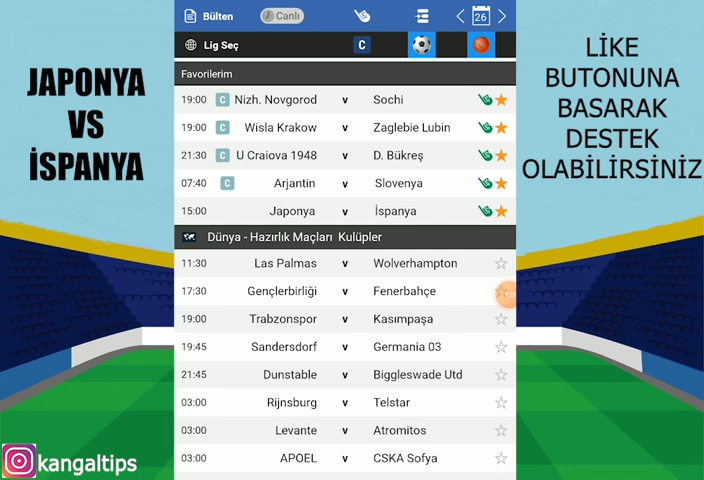 Bülten
Canlı
26
Lig Seç
C
Favorilerim
19:00 C Nizh. Novgorod v Sochi
19:00 C Wisla Krakow v Zaglebie Lubin
21:30 C U Craiova 1948 v D. Bükreş
07:40 C Arjantin v Slovenya
15:00 Japonya v İspanya
Dünya - Hazırlık Maçları Kulüpler
11:30 Las Palmas v Wolverhampton
17:30 Gençlerbirliği v Fenerbahçe
19:00 Trabzonspor v Kasımpaşa
19:45 Sandersdorf v Germania 03
21:45 Dunstable v Biggleswade Utd
03:00 Rijnsburg v Telstar
03:00 Levante v Atromitos
03:00 APOEL v CSKA Sofya
JAPONYA
VS
İSPANYA
LİKE
BUTONUNA
BASARAK
DESTEK
OLABİLİRSİNİZ
kangaltips